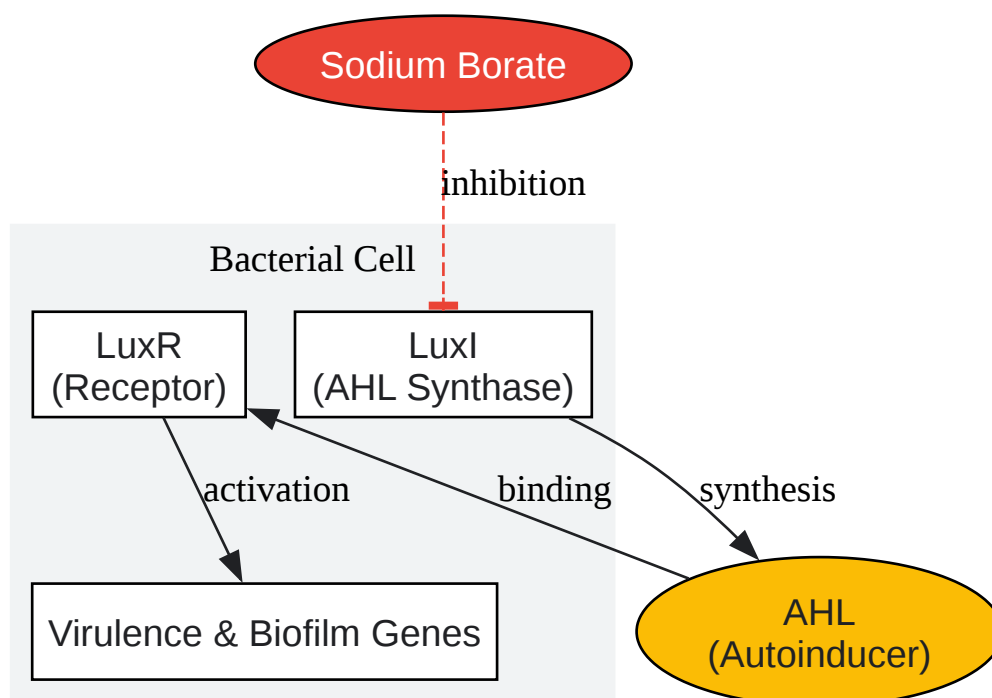 Sodium Borate
inhibition
Bacterial Cell
LuxR
(Receptor)
LuxI
(AHL Synthase)
activation
binding
synthesis
Virulence & Biofilm Genes
AHL
(Autoinducer)